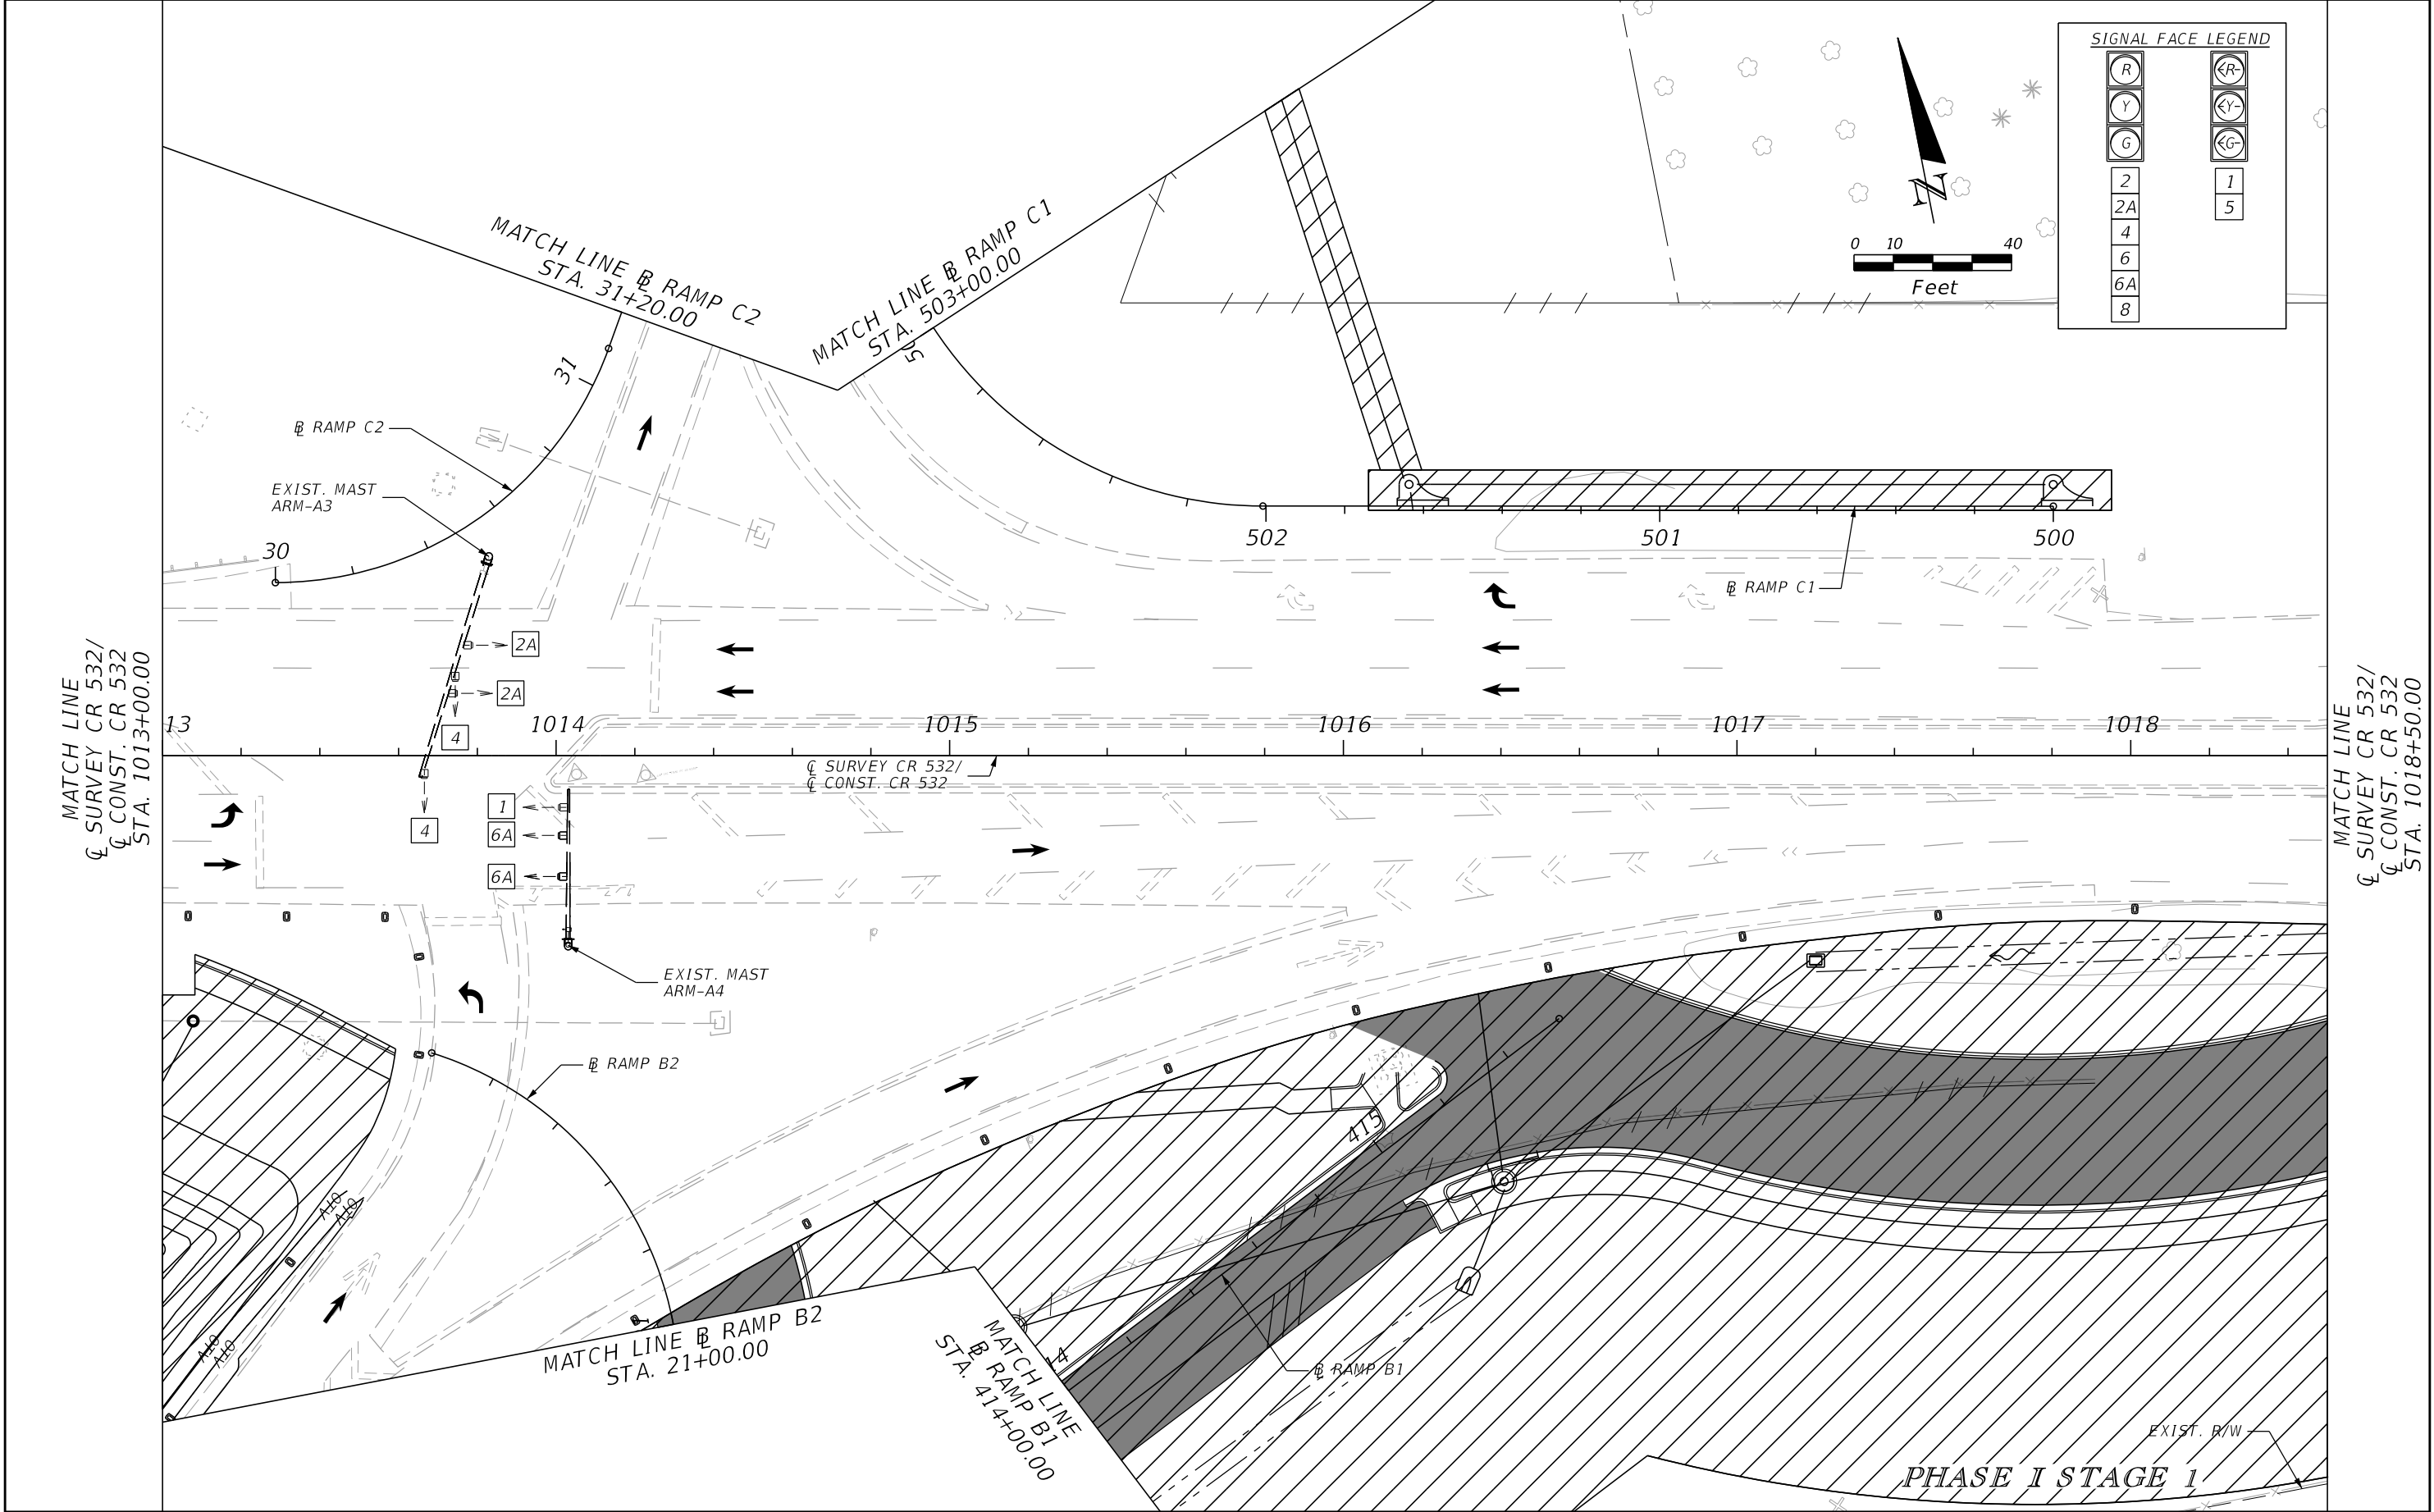 SIGNAL FACE LEGEND
R
<R-
Y
<Y-
G
<G-
2
1
2A
5
4
6
6A
8
N
0 10 40
Feet
MATCH LINE ℄ RAMP C2
STA. 31+20.00
MATCH LINE ℄ RAMP C1
STA. 503+00.00
31
℄ RAMP C2
EXIST. MAST
ARM-A3
30
502
501
500
℄ RAMP C1
2A
2A
4
4
MATCH LINE
℄ SURVEY CR 532/
℄ CONST. CR 532
STA. 1013+00.00
13
1014
1015
1016
1017
1018
℄ SURVEY CR 532/
℄ CONST. CR 532
MATCH LINE
℄ SURVEY CR 532/
℄ CONST. CR 532
STA. 1018+50.00
1
6A
6A
EXIST. MAST
ARM-A4
℄ RAMP B2
415
A10
A10
A10
A10
MATCH LINE ℄ RAMP B2
STA. 21+00.00
14
MATCH LINE
℄ RAMP B1
STA. 414+00.00
℄ RAMP B1
EXIST. R/W
PHASE I STAGE 1